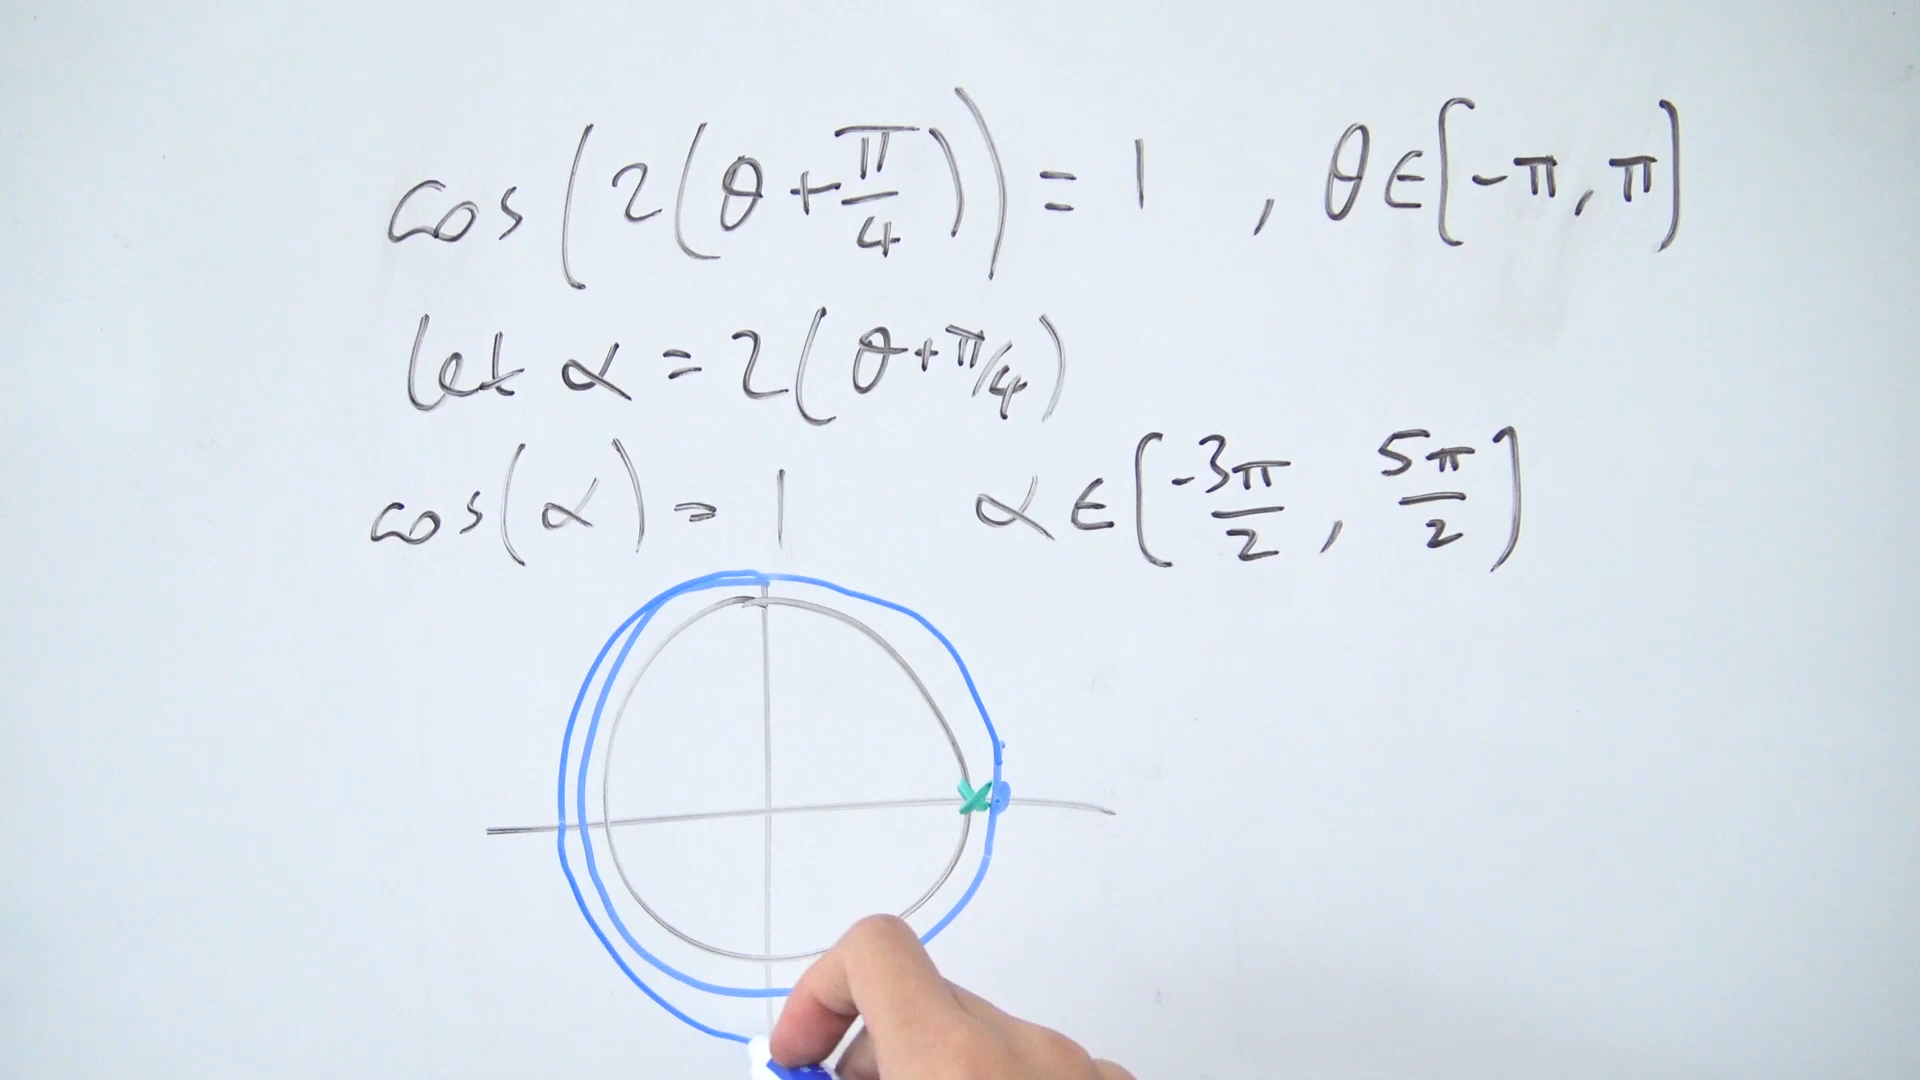 cos(2(θ+π/4)) = 1 , θ∈[-π, π]
let α = 2(θ+π/4)
cos(α) = 1 α∈[-3π/2, 5π/2]